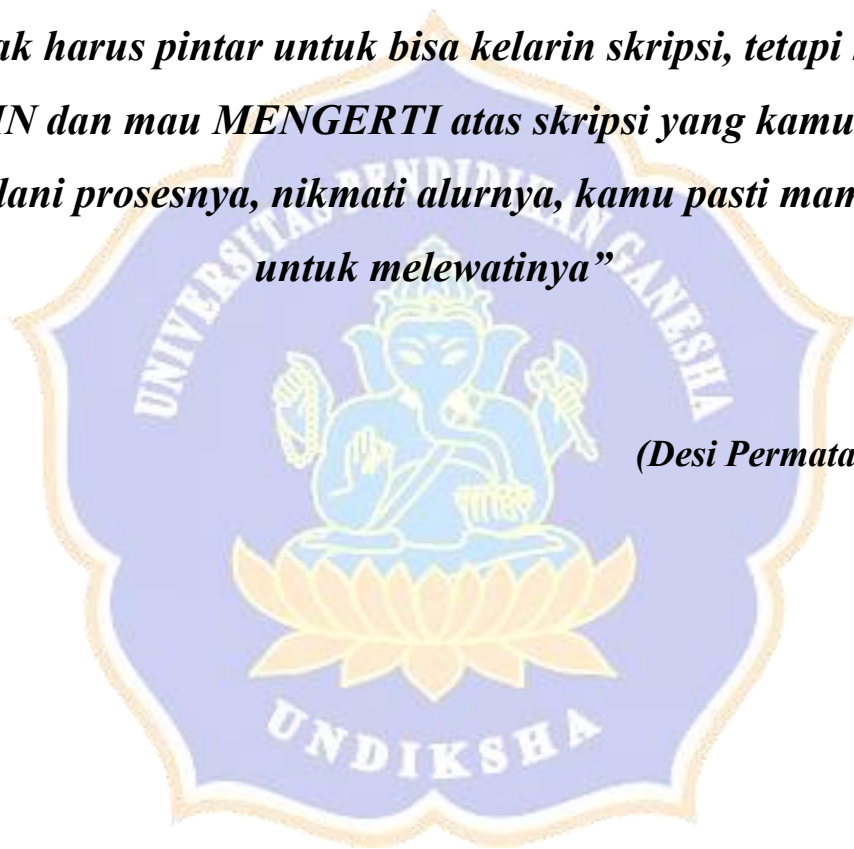 ak harus pintar untuk bisa kelarin skripsi, tetapi
IN dan mau MENGERTI atas skripsi yang kamu
lani prosesnya, nikmati alurnya, kamu pasti mam
untuk melewatinya”
(Desi Permata
UNIVERSITAS PENDIDIKAN GANESHA
UNDIKSHA